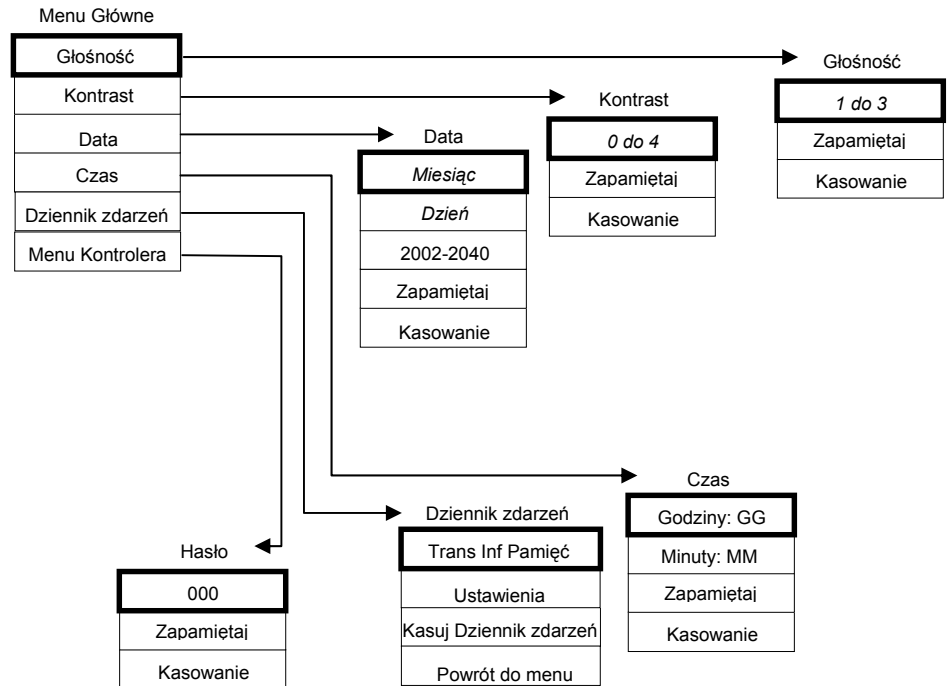 Menu Główne
Głośność
Kontrast
Data
Czas
Dziennik zdarzeń
Menu Kontrolera
Głośność
1 do 3
Zapamiętaj
Kasowanie
Kontrast
0 do 4
Zapamiętaj
Kasowanie
Data
Miesiąc
Dzień
2002-2040
Zapamiętaj
Kasowanie
Czas
Godziny: GG
Minuty: MM
Zapamiętaj
Kasowanie
Dziennik zdarzeń
Trans Inf Pamięć
Ustawienia
Kasuj Dziennik zdarzeń
Powrót do menu
Hasło
000
Zapamiętaj
Kasowanie